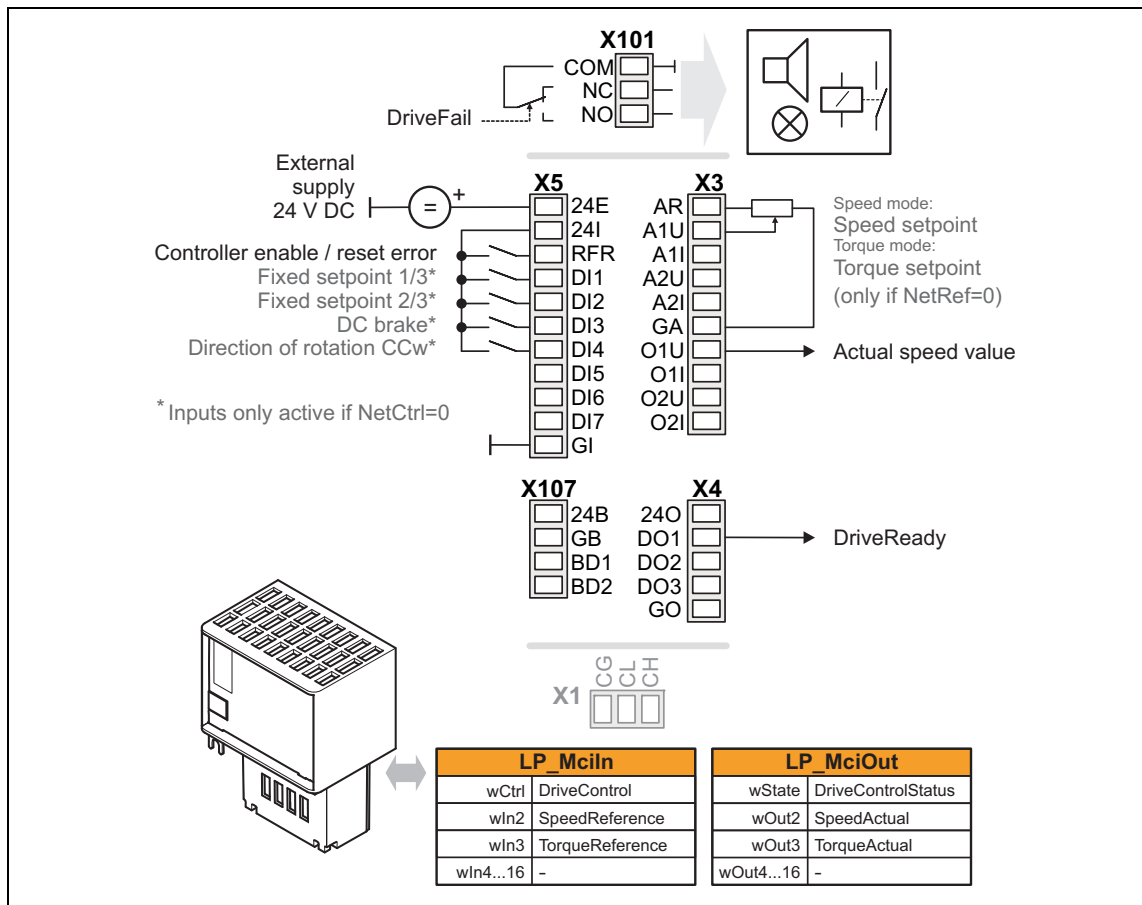 X101
COM
NC
NO
DriveFail
External
supply
24 V DC
=
+
X5
24E
24I
RFR
DI1
DI2
DI3
DI4
DI5
DI6
DI7
GI
Controller enable / reset error
Fixed setpoint 1/3*
Fixed setpoint 2/3*
DC brake*
Direction of rotation CCw*
* Inputs only active if NetCtrl=0
X3
AR
A1U
A1I
A2U
A2I
GA
O1U
O1I
O2U
O2I
Speed mode:
Speed setpoint
Torque mode:
Torque setpoint
(only if NetRef=0)
Actual speed value
X107
24B
GB
BD1
BD2
X4
24O
DO1
DO2
DO3
GO
DriveReady
X1
CG
CL
CH
LP_MciIn
wCtrl DriveControl
wIn2 SpeedReference
wIn3 TorqueReference
wIn4...16 -
LP_MciOut
wState DriveControlStatus
wOut2 SpeedActual
wOut3 TorqueActual
wOut4...16 -